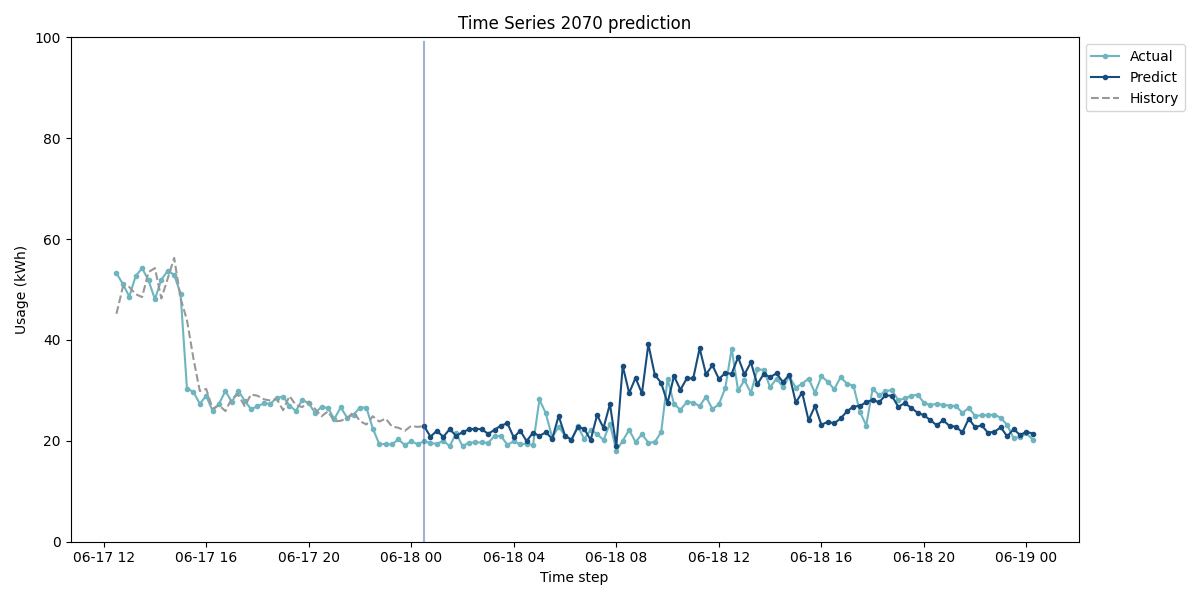 Time Series 2070 prediction
Usage (kWh)
100
80
60
40
20
0
06-17 12
06-17 16
06-17 20
06-18 00
06-18 04
06-18 08
06-18 12
06-18 16
06-18 20
06-19 00
Time step
Actual
Predict
History